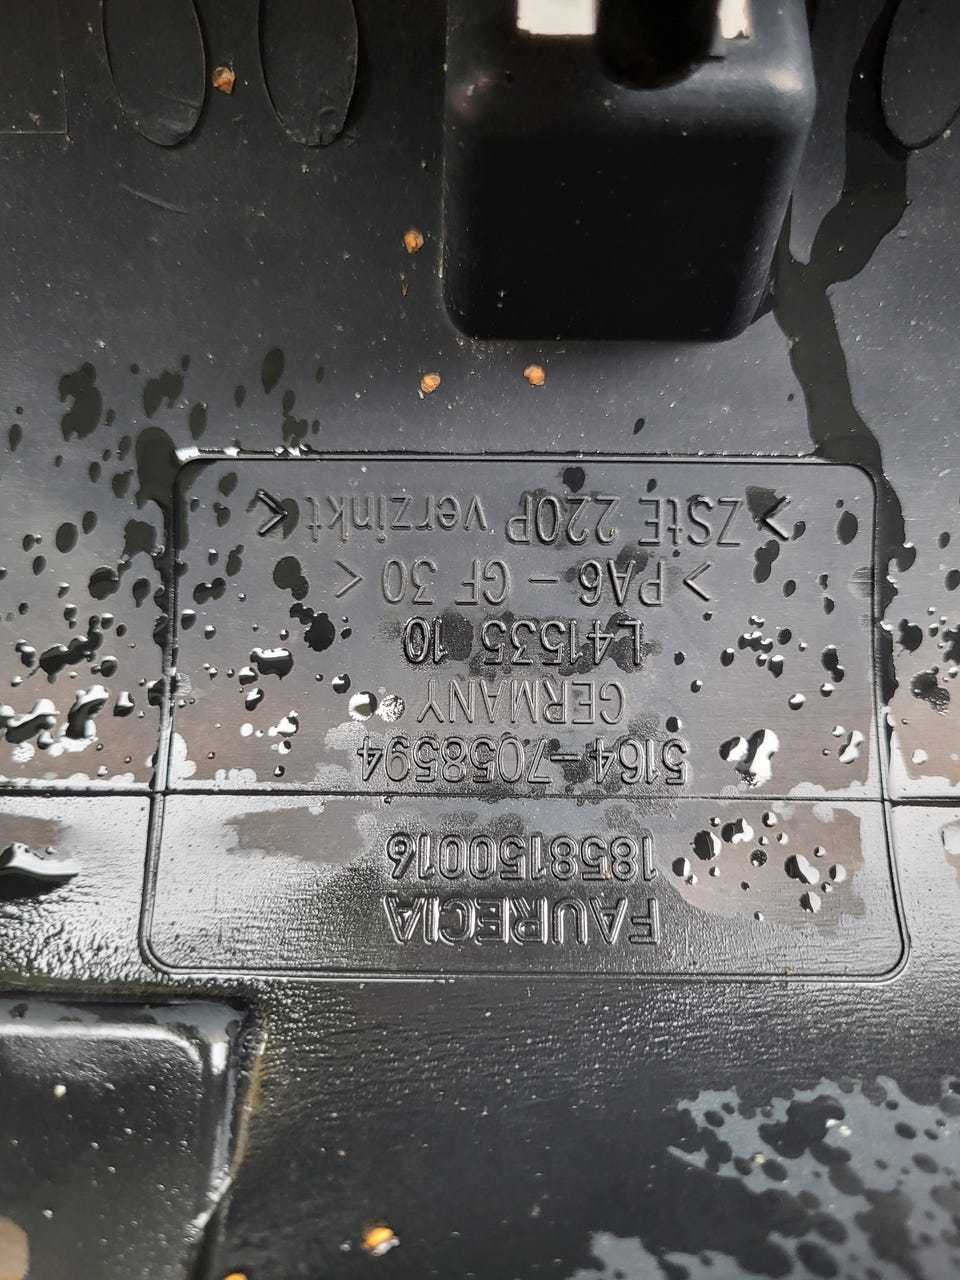 FAURECIA
1858150016
5164-7058594
GERMANY
L41535 10
>PA6-GF 30<
>ZStE 220P verzinkt<